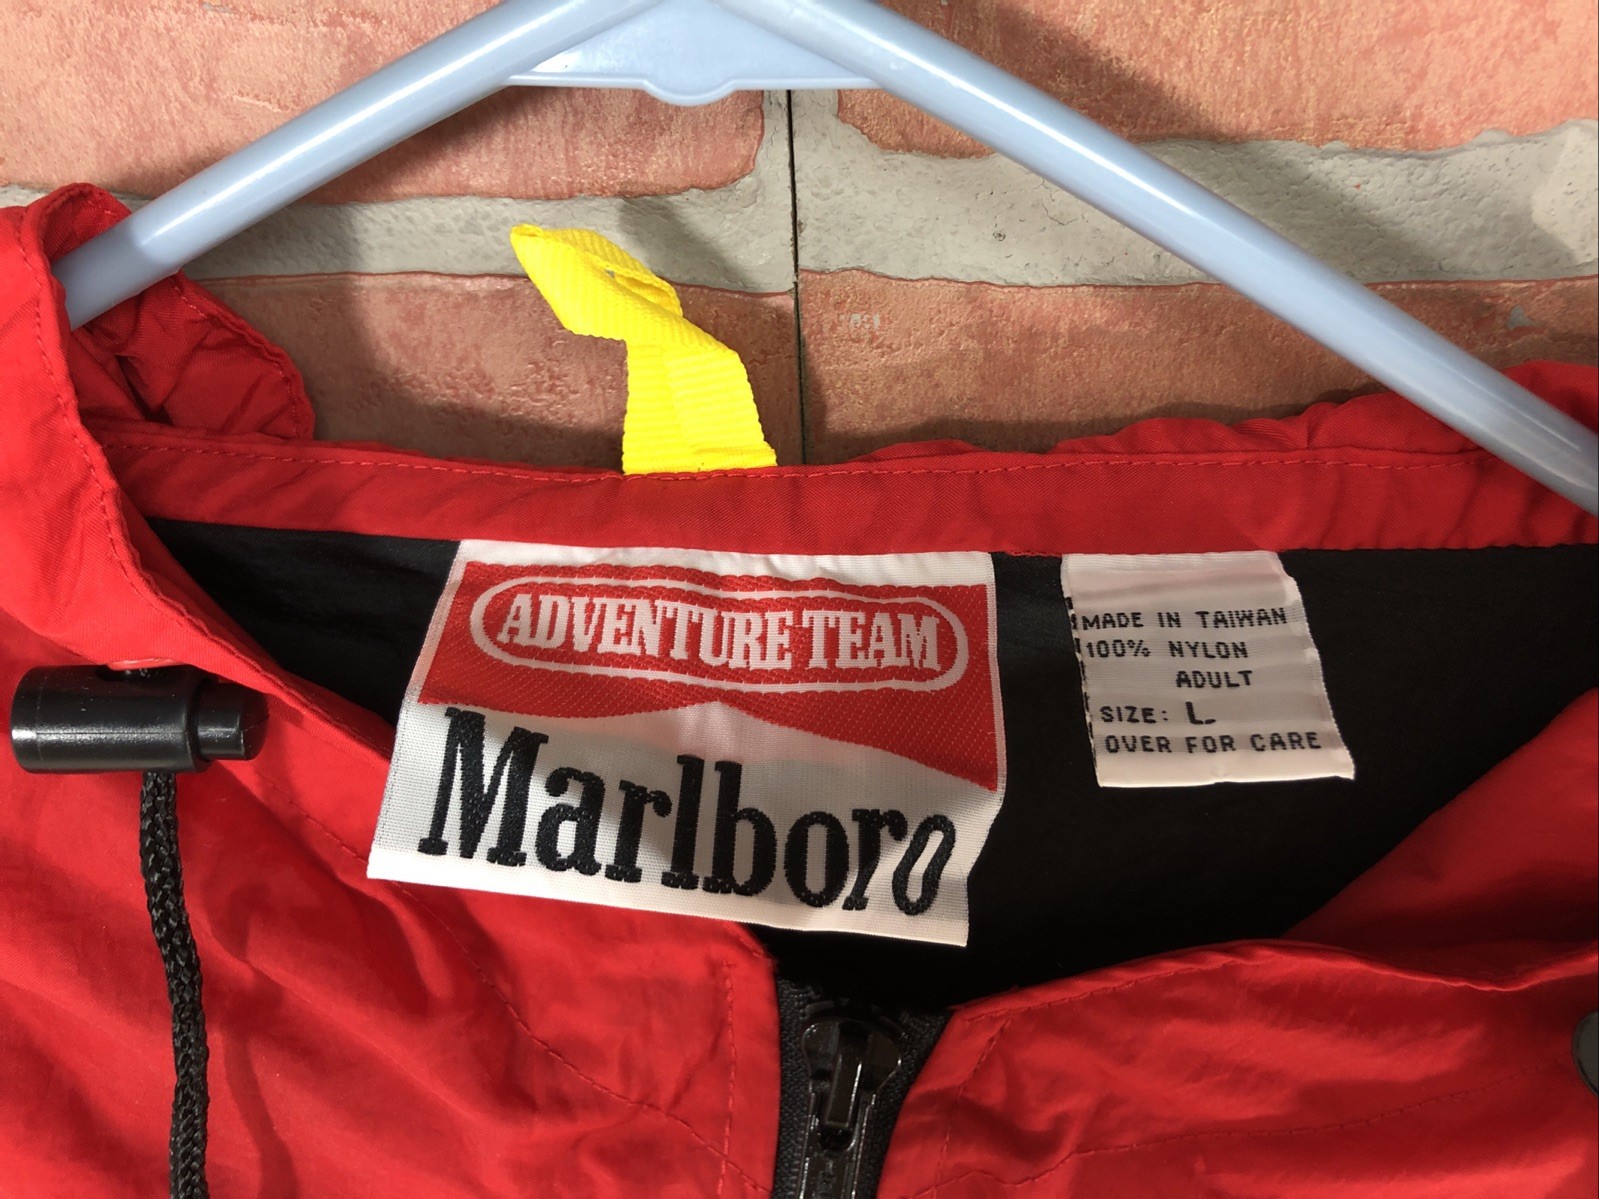 ADVENTURE TEAM
Marlboro
MADE IN TAIWAN
100% NYLON
ADULT
SIZE: L
OVER FOR CARE